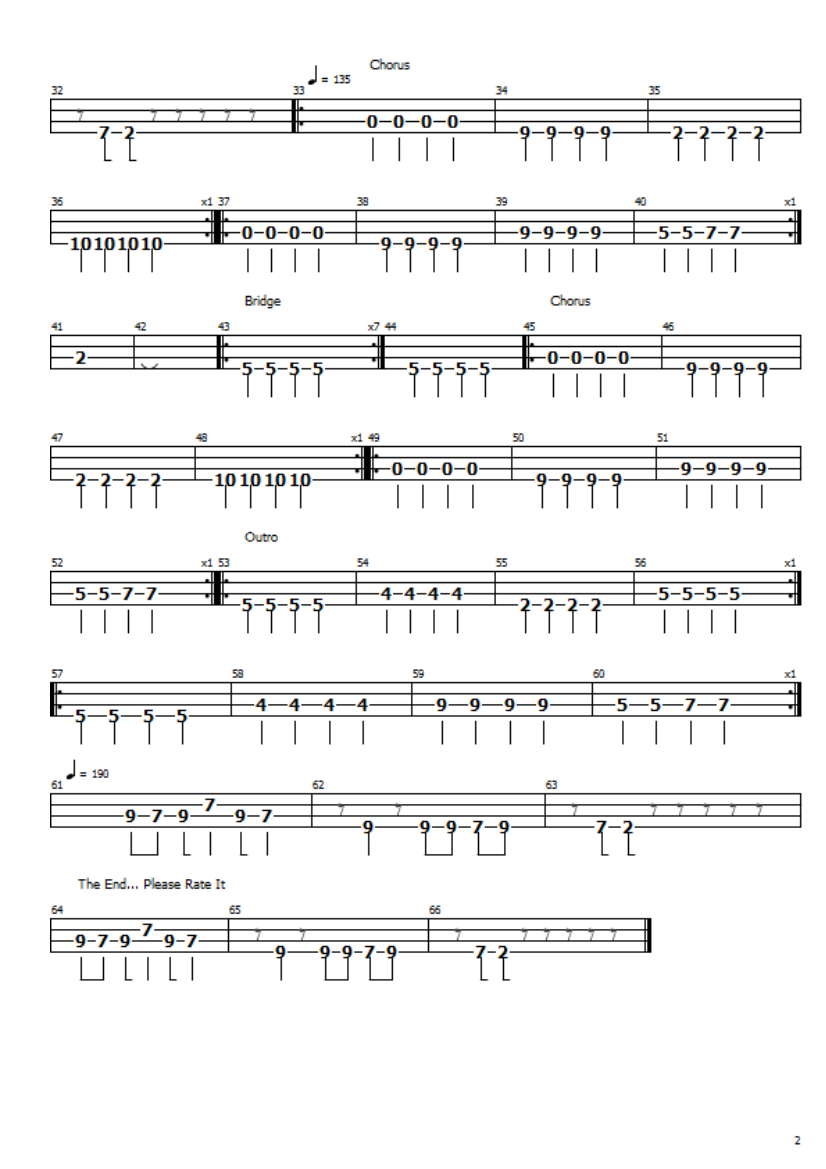 Chorus
♩ = 135
32 33 34 35
0-0-0-0
7-2 9-9-9-9 2-2-2-2
36 x1 37 38 39 40 x1
0-0-0-0 9-9-9-9 5-5-7-7
10 10 10 10 9-9-9-9
Bridge Chorus
41 42 43 x7 44 45 46
2 0-0-0-0
5-5-5-5 5-5-5-5 9-9-9-9
47 48 x1 49 50 51
0-0-0-0 9-9-9-9
2-2-2-2 10 10 10 10 9-9-9-9
Outro
52 x1 53 54 55 56 x1
5-5-7-7 4-4-4-4 5-5-5-5
5-5-5-5 2-2-2-2
57 58 59 60 x1
4-4-4-4 9-9-9-9 5-5-7-7
5-5-5-5
♩ = 190
61 62 63
7
9-7-9 9-7
9 9-9-7-9 7-2
The End... Please Rate It
64 65 66
7
9-7-9 9-7
9 9-9-7-9 7-2
2